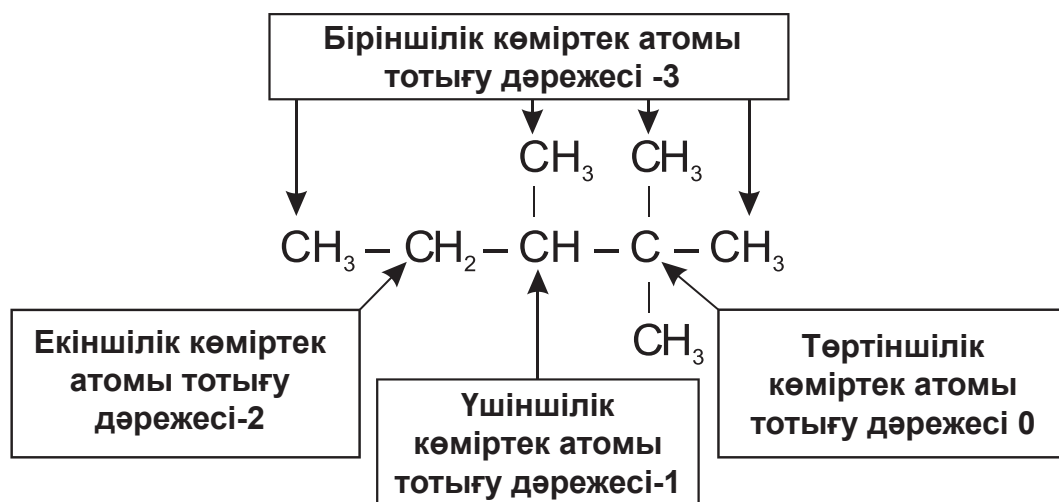 Біріншілік көміртек атомы
тотығу дәрежесі -3
CH₃ CH₃
CH₃ – CH₂ – CH – C – CH₃
CH₃
Екіншілік көміртек
атомы тотығу
дәрежесі-2
Үшіншілік
көміртек атомы
тотығу дәрежесі-1
Төртіншілік
көміртек атомы
тотығу дәрежесі 0